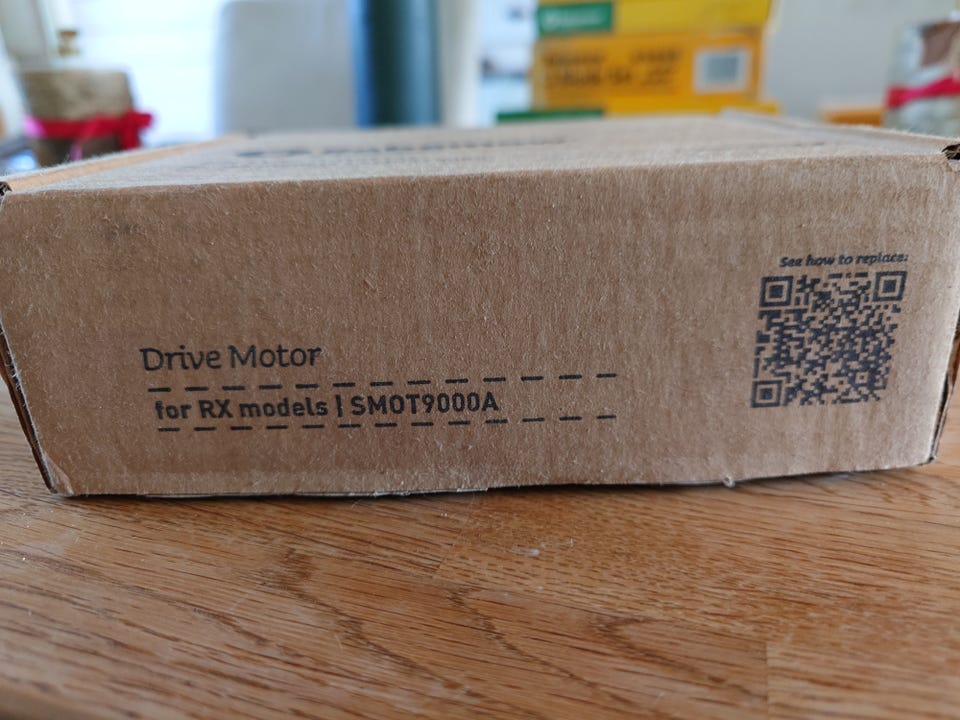 See how to replace:
Drive Motor
for RX models | SMOT9000A